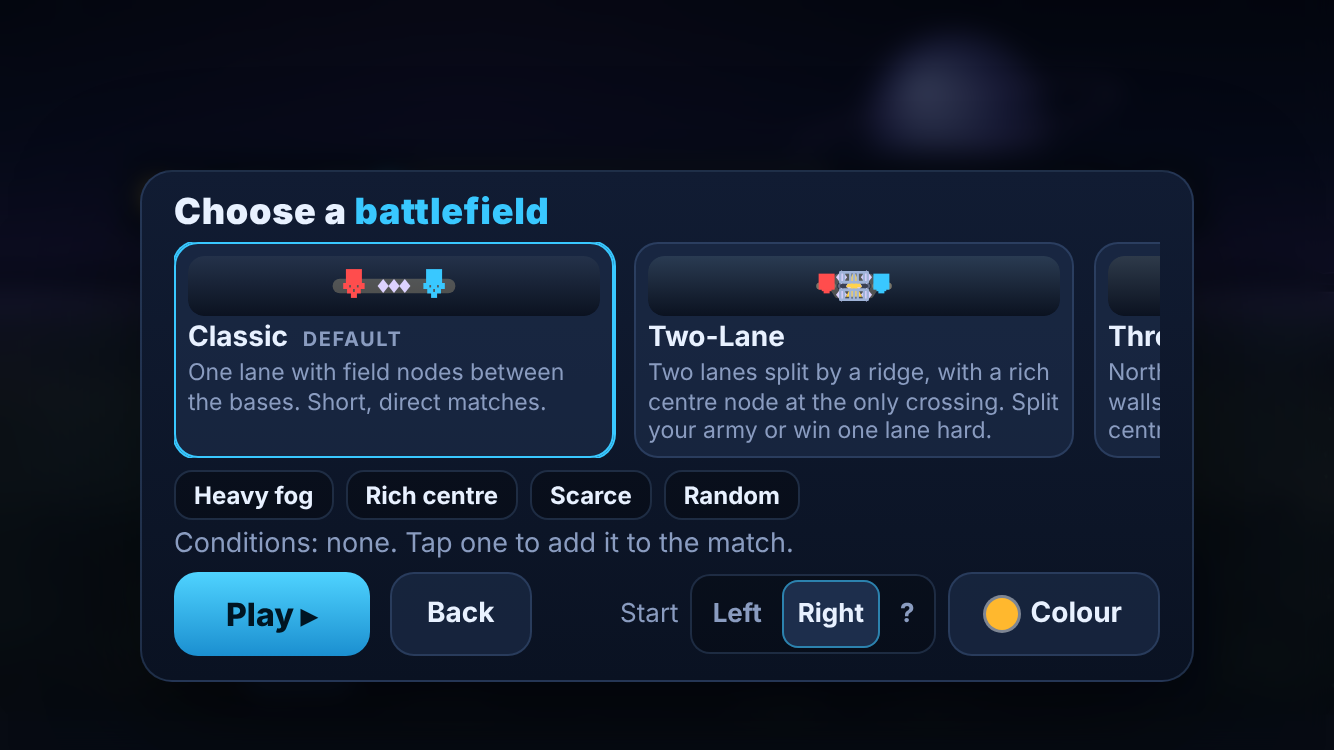 Choose a battlefield
Classic DEFAULT
One lane with field nodes between
the bases. Short, direct matches.
Two-Lane
Two lanes split by a ridge, with a rich
centre node at the only crossing. Split
your army or win one lane hard.
Heavy fog
Rich centre
Scarce
Random
Conditions: none. Tap one to add it to the match.
Play ▸
Back
Start
Left
Right
?
Colour